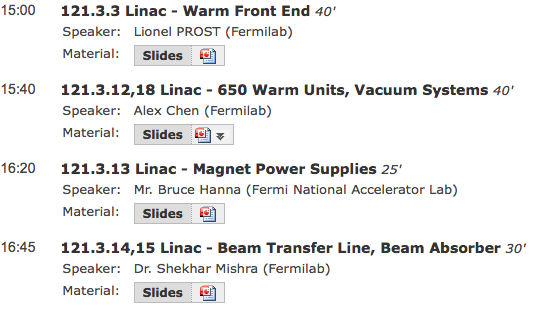 15:00 121.3.3 Linac - Warm Front End 40'
Speaker: Lionel PROST (Fermilab)
Material: Slides
15:40 121.3.12,18 Linac - 650 Warm Units, Vacuum Systems 40'
Speaker: Alex Chen (Fermilab)
Material: Slides
16:20 121.3.13 Linac - Magnet Power Supplies 25'
Speaker: Mr. Bruce Hanna (Fermi National Accelerator Lab)
Material: Slides
16:45 121.3.14,15 Linac - Beam Transfer Line, Beam Absorber 30'
Speaker: Dr. Shekhar Mishra (Fermilab)
Material: Slides